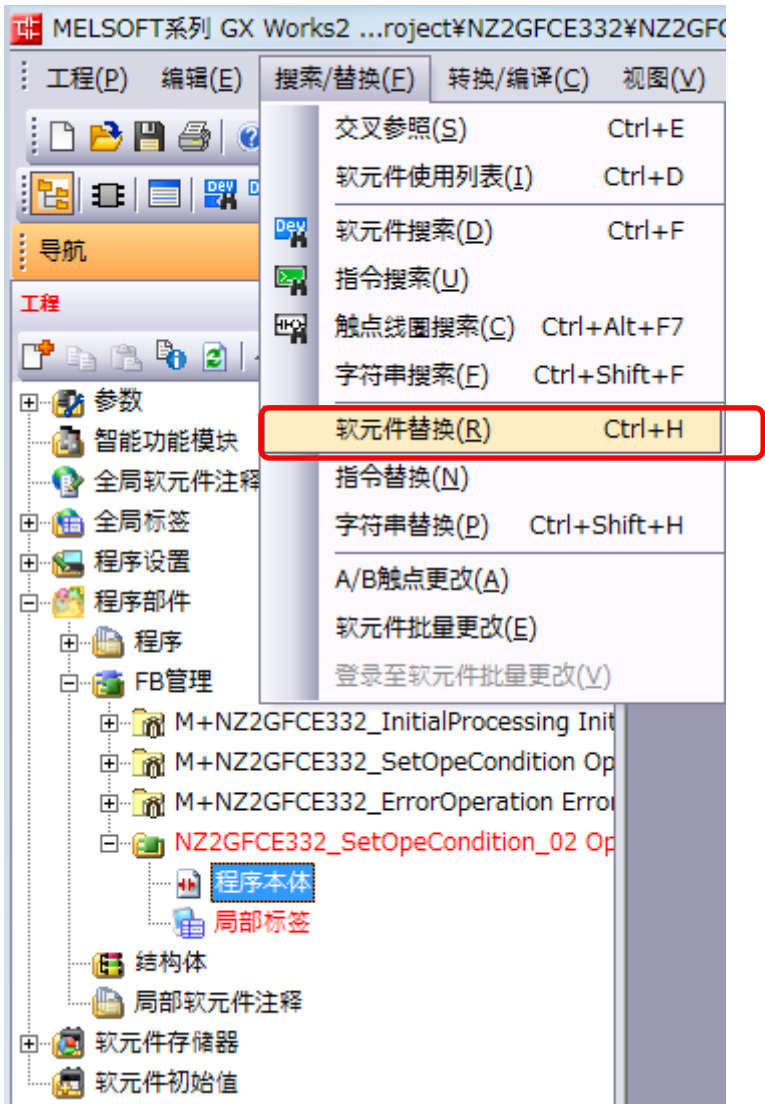 MELSOFT系列 GX Works2 ...roject¥NZ2GFCE332¥NZ2GF
工程(P) 编辑(E) 搜索/替换(F) 转换/编译(C) 视图(V)
交叉参照(S) Ctrl+E
软元件使用列表(I) Ctrl+D
软元件搜索(D) Ctrl+F
指令搜索(U)
触点线圈搜索(C) Ctrl+Alt+F7
字符串搜索(F) Ctrl+Shift+F
软元件替换(R) Ctrl+H
指令替换(N)
字符串替换(P) Ctrl+Shift+H
A/B触点更改(A)
软元件批量更改(E)
登录至软元件批量更改(V)
Dev
Dev
导航
工程
参数
智能功能模块
全局软元件注释
全局标签
程序设置
程序部件
程序
FB管理
M+NZ2GFCE332_InitialProcessing Init
M+NZ2GFCE332_SetOpeCondition Op
M+NZ2GFCE332_ErrorOperation Error
NZ2GFCE332_SetOpeCondition_02 Op
程序本体
局部标签
结构体
局部软元件注释
软元件存储器
软元件初始值